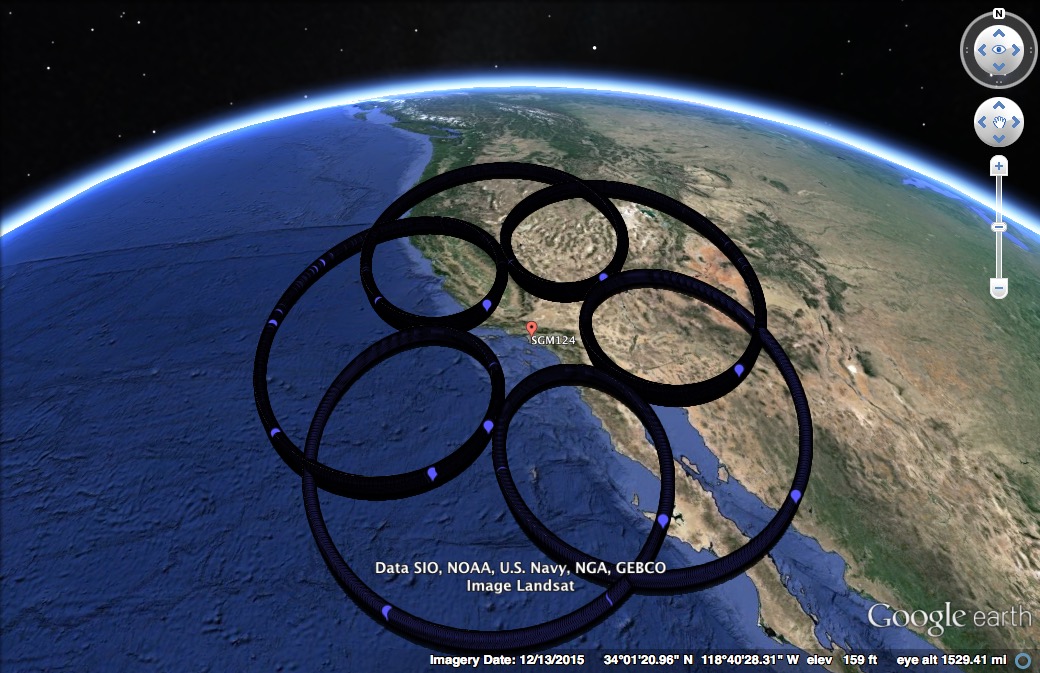 N
SGM124
Data SIO, NOAA, U.S. Navy, NGA, GEBCO
Image Landsat
Google earth
Imagery Date: 12/13/2015 34°01'20.96" N 118°40'28.31" W elev 159 ft eye alt 1529.41 mi